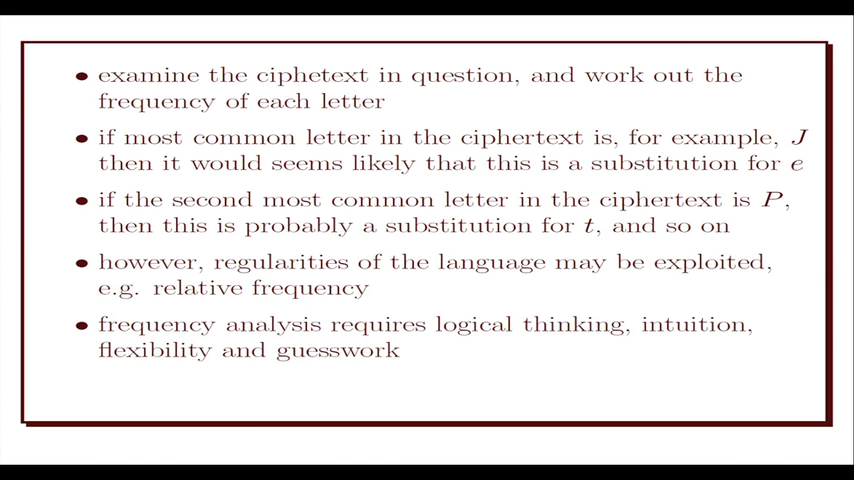 • examine the ciphetext in question, and work out the
frequency of each letter
• if most common letter in the ciphertext is, for example, J
then it would seems likely that this is a substitution for e
• if the second most common letter in the ciphertext is P,
then this is probably a substitution for t, and so on
• however, regularities of the language may be exploited,
e.g. relative frequency
• frequency analysis requires logical thinking, intuition,
flexibility and guesswork